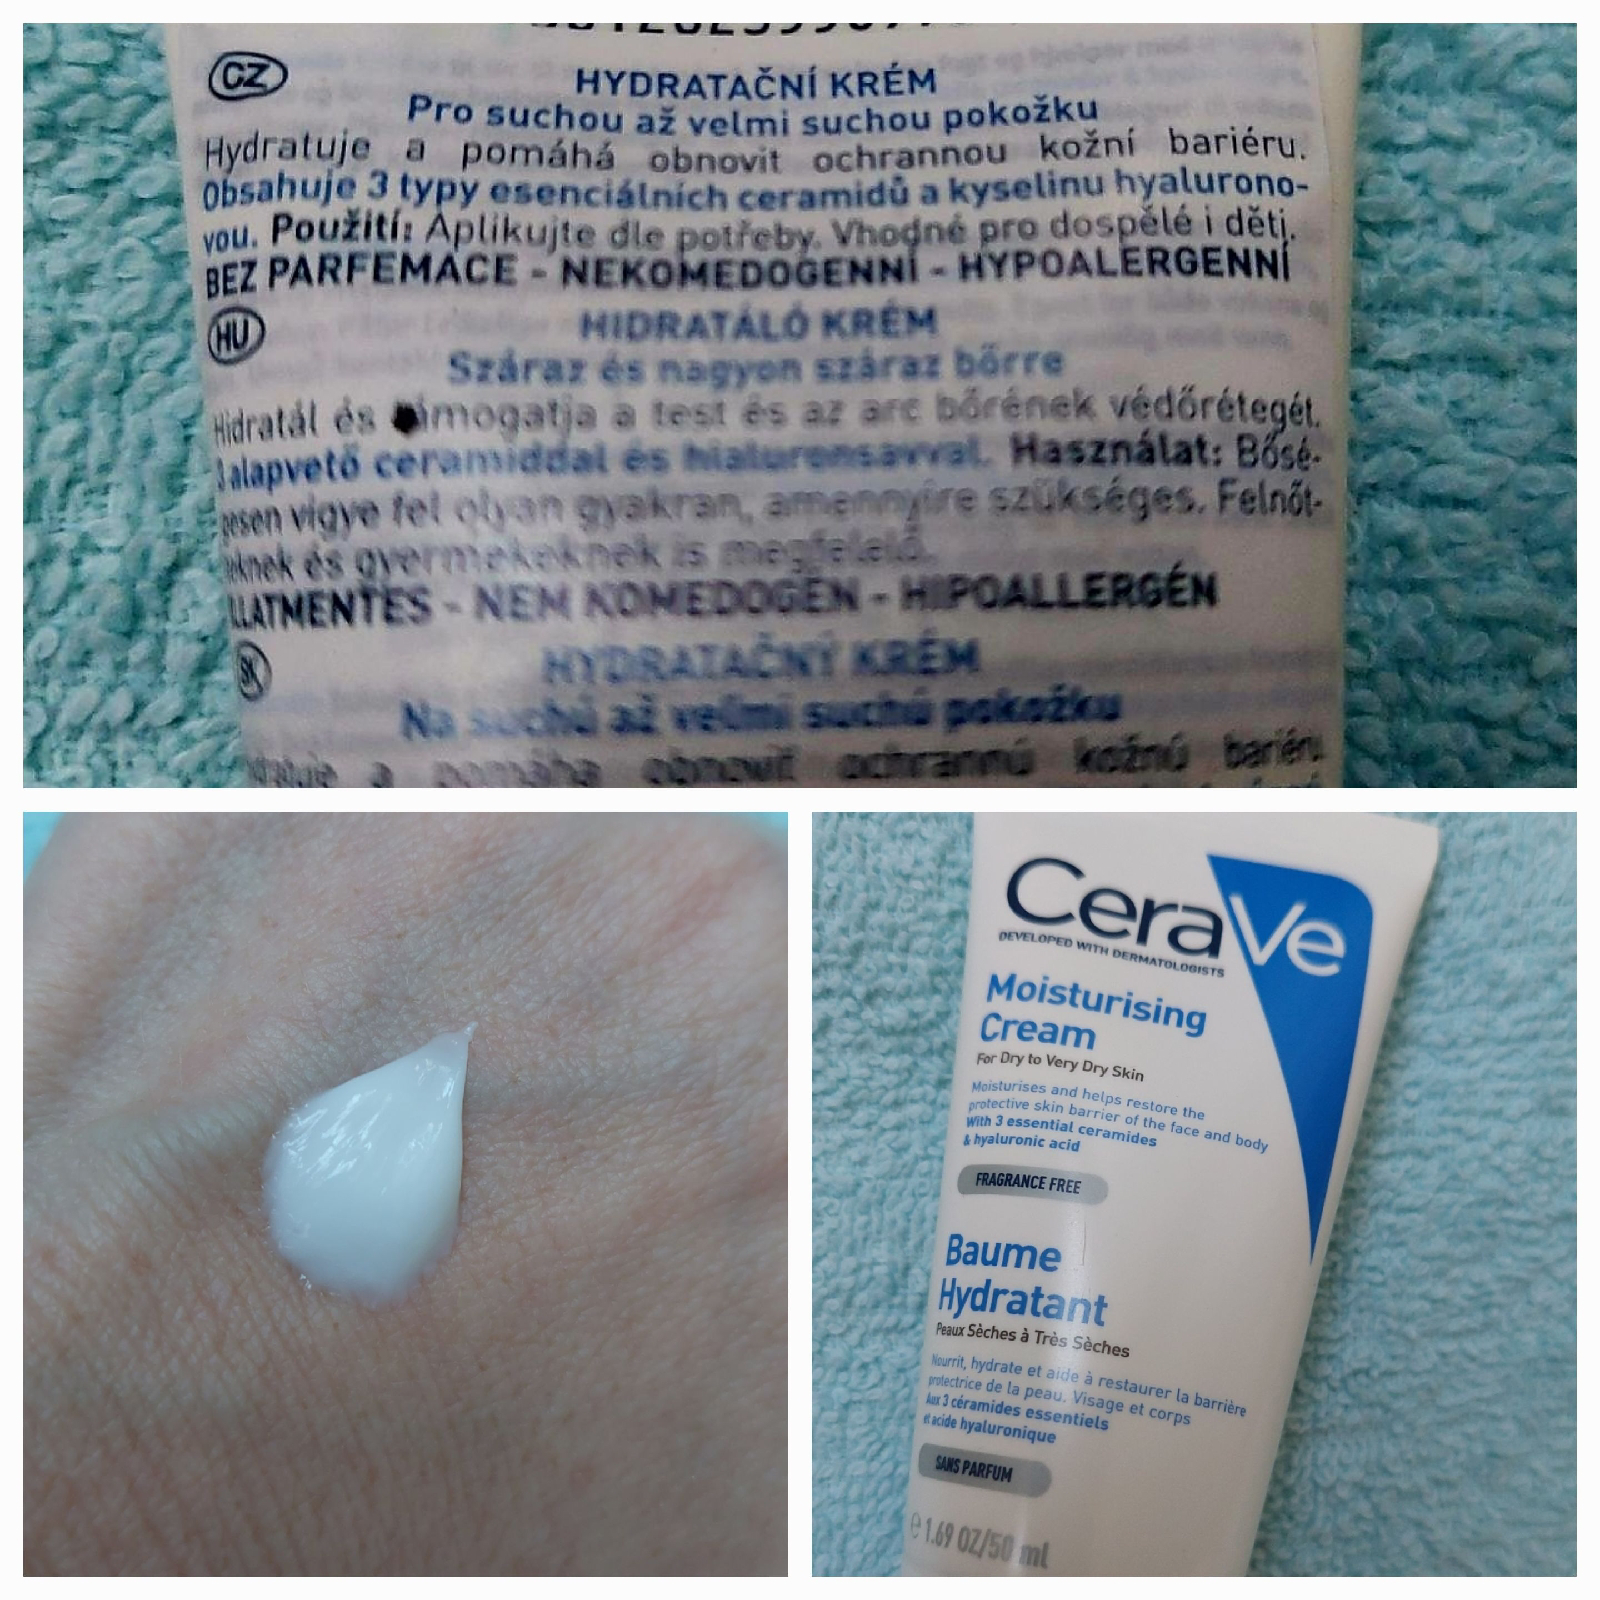 CZ
HYDRATAČNÍ KRÉM
Pro suchou až velmi suchou pokožku
Hydratuje a pomáhá obnovit ochrannou kožní bariéru.
Obsahuje 3 typy esenciálních ceramidů a kyselinu hyalurono-
vou. Použití: Aplikujte dle potřeby. Vhodné pro dospělé i děti.
BEZ PARFEMACE - NEKOMEDOGENNÍ - HYPOALERGENNÍ
HU
HIDRATÁLÓ KRÉM
Száraz és nagyon száraz bőrre
Hidratál és támogatja a test és az arc bőrének védőrétegét.
3 alapvető ceramiddal és hialuronsavval. Használat: Bősé-
gesen vigye fel olyan gyakran, amennyire szükséges. Felnőt-
teknek és gyermekeknek is megfelelő.
ILLATMENTES - NEM KOMEDOGÉN - HIPOALLERGÉN
SK
HYDRATAČNÝ KRÉM
Na suchú až veľmi suchú pokožku
a pomáha obnoviť ochrannú kožnú bariéru
CeraVe
DEVELOPED WITH DERMATOLOGISTS
Moisturising
Cream
For Dry to Very Dry Skin
Moisturises and helps restore the
protective skin barrier of the face and body
With 3 essential ceramides
& hyaluronic acid
FRAGRANCE FREE
Baume
Hydratant
Peaux Sèches à Très Sèches
Nourrit, hydrate et aide à restaurer la barrière
protectrice de la peau. Visage et corps
Aux 3 céramides essentiels
et acide hyaluronique
SANS PARFUM
e 1.69 OZ/50 ml